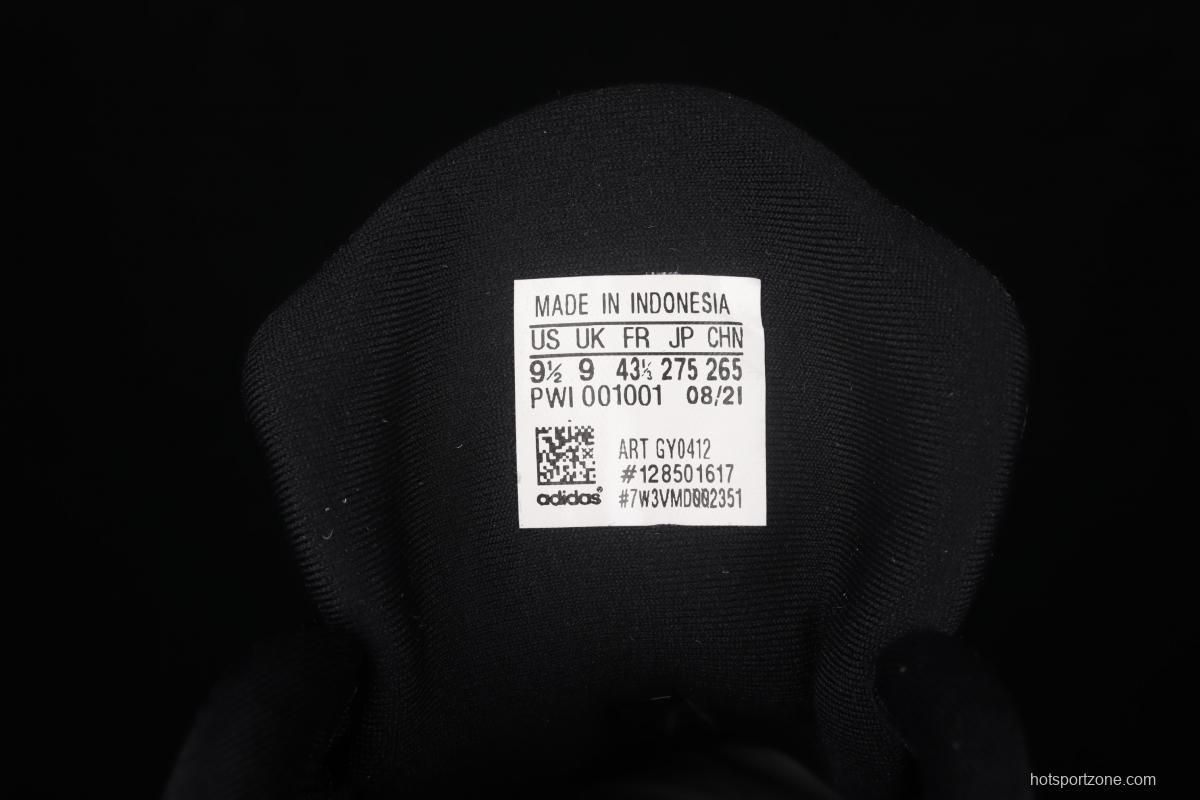 MADE IN INDONESIA
US UK FR JP CHN
9½ 9 43⅓ 275 265
PWI 001001 08/21
ART GY0412
#128501617
adidas®
#7W3VMD002351
hotsportzone.com